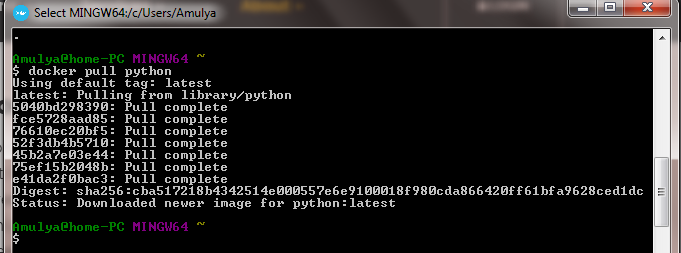 Select MINGW64:/c/Users/Amulya
Amulya@home-PC MINGW64 ~
$ docker pull python
Using default tag: latest
latest: Pulling from library/python
5040bd298390: Pull complete
fce5728aad85: Pull complete
76610ec20bf5: Pull complete
52f3db4b5710: Pull complete
45b2a7e03e44: Pull complete
75ef15b2048b: Pull complete
e41da2f0bac3: Pull complete
Digest: sha256:cba517218b4342514e000557e6e9100018f980cda866420ff61bfa9628ced1dc
Status: Downloaded newer image for python:latest
Amulya@home-PC MINGW64 ~
$